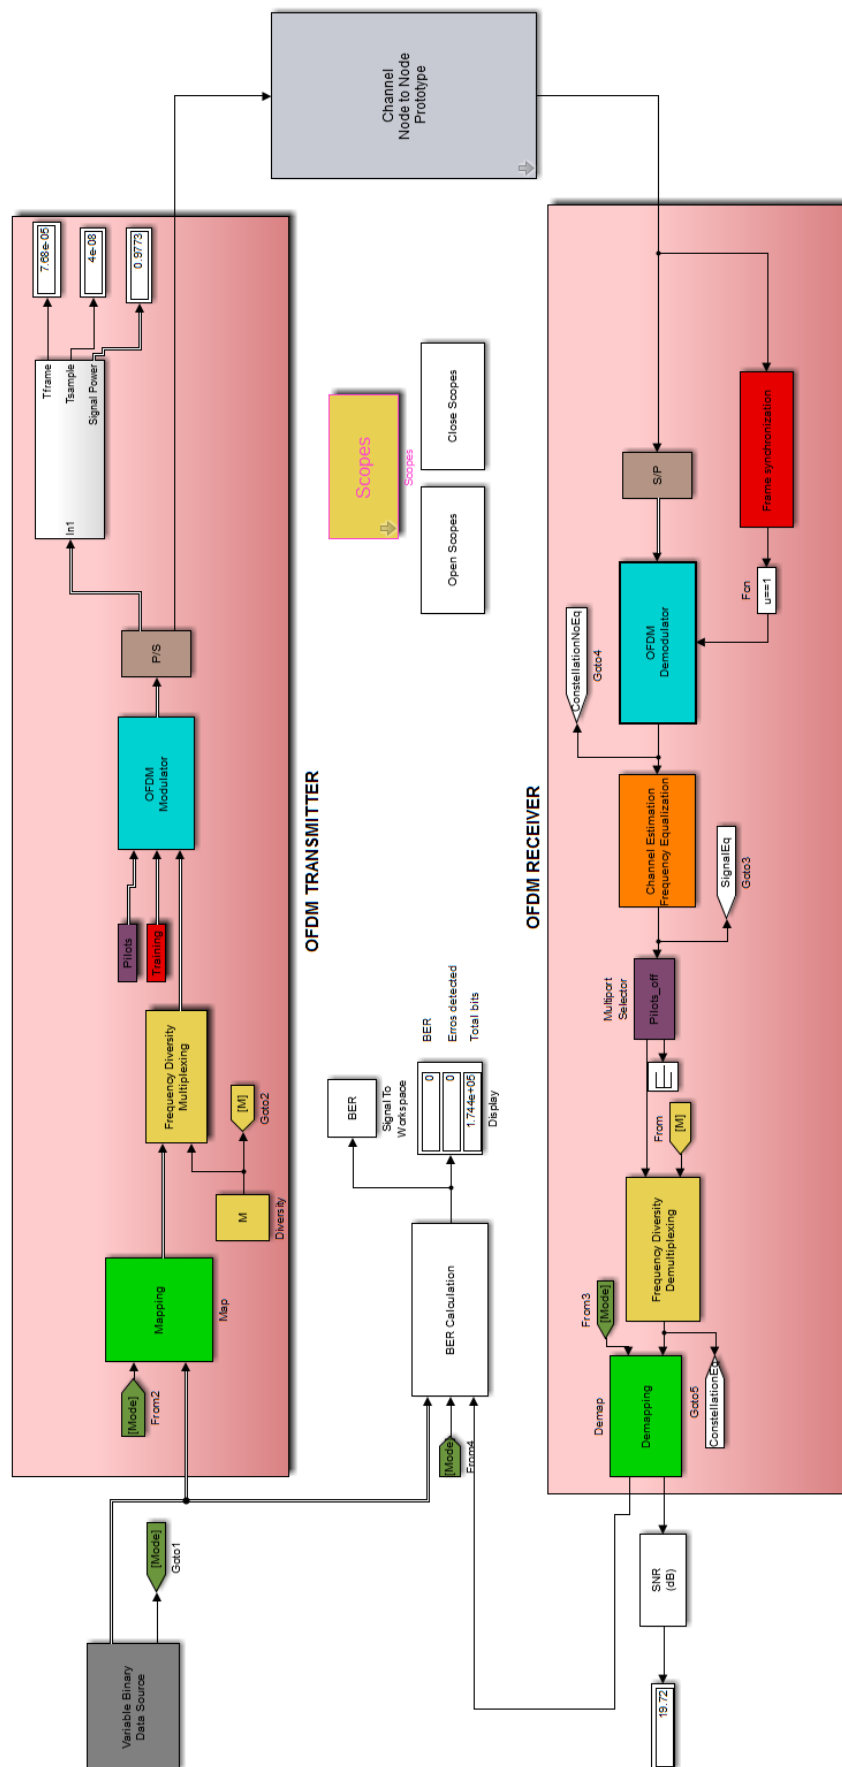 Variable Binary
Data Source
[Mode]
Goto1
[Mode]
From2
Mapping
Map
M
Diversity
[M]
Goto2
Frequency Diversity
Multiplexing
Pilots
Training
OFDM
Modulator
P/S
In1
Tframe
Tsample
Signal Power
7.68e-05
4e-08
0.9773
OFDM TRANSMITTER
Channel
Node to Node
Prototype
Scopes
Scopes
Open Scopes
Close Scopes
[Mode]
From4
BER Calculation
BER
Signal To
Workspace
0
0
1.744e+05
Display
BER
Erros detected
Total bits
OFDM RECEIVER
S/P
Frame synchronization
Fcn
u==1
OFDM
Demodulator
ConstellationNoEq
Goto4
Channel Estimation
Frequency Equalization
SignalEq
Goto3
Multiport
Selector
Pilots_off
From
[M]
Frequency Diversity
Demultiplexing
From3
[Mode]
Demap
Demapping
Goto5
ConstellationEq
SNR
(dB)
19.72